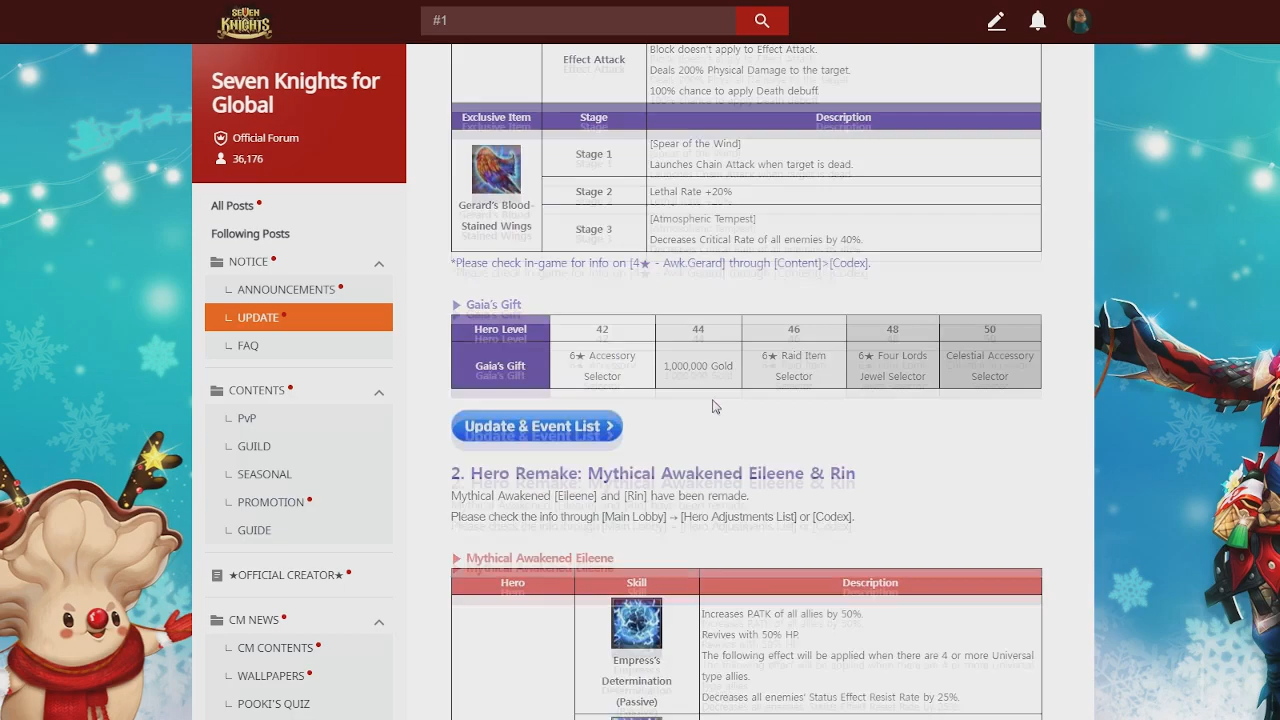 SEVEN
KNIGHTS
#1
Seven Knights for
Global
Official Forum
36,176
All Posts
Following Posts
NOTICE
ANNOUNCEMENTS
UPDATE
FAQ
CONTENTS
PvP
GUILD
SEASONAL
PROMOTION
GUIDE
★OFFICIAL CREATOR★
CM NEWS
CM CONTENTS
WALLPAPERS
POOKI'S QUIZ
Effect Attack
Block doesn't apply to Effect Attack.
Deals 200% Physical Damage to the target.
100% chance to apply Death debuff.
Exclusive Item Stage Description
Gerard's Blood-
Stained Wings
Stage 1
[Spear of the Wind]
Launches Chain Attack when target is dead.
Stage 2
Lethal Rate +20%
Stage 3
[Atmospheric Tempest]
Decreases Critical Rate of all enemies by 40%.
*Please check in-game for info on [4★ - Awk.Gerard] through [Content]>[Codex].
▶ Gaia's Gift
Hero Level 42 44 46 48 50
Gaia's Gift
6★ Accessory
Selector
1,000,000 Gold
6★ Raid Item
Selector
6★ Four Lords
Jewel Selector
Celestial Accessory
Selector
Update & Event List >
2. Hero Remake: Mythical Awakened Eileene & Rin
Mythical Awakened [Eileene] and [Rin] have been remade.
Please check the info through [Main Lobby] → [Hero Adjustments List] or [Codex].
▶ Mythical Awakened Eileene
Hero Skill Description
Empress's
Determination
(Passive)
Increases PATK of all allies by 50%.
Revives with 50% HP.
The following effect will be applied when there are 4 or more Universal
type allies.
Decreases all enemies' Status Effect Resist Rate by 25%.